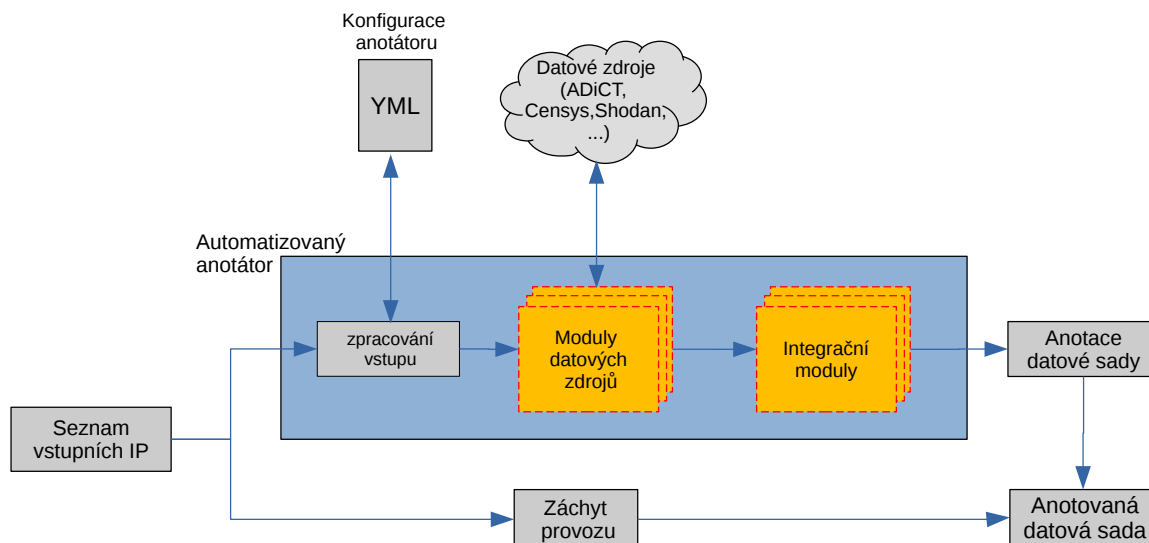 Konfigurace
anotátoru
YML
Datové zdroje
(ADiCT,
Censys,Shodan,
...)
Automatizovaný
anotátor
zpracování
vstupu
Moduly
datových
zdrojů
Integrační
moduly
Anotace
datové sady
Seznam
vstupních IP
Záchyt
provozu
Anotovaná
datová sada